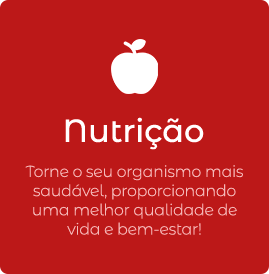 Nutrição
Torne o seu organismo mais
saudável, proporcionando
uma melhor qualidade de
vida e bem-estar!